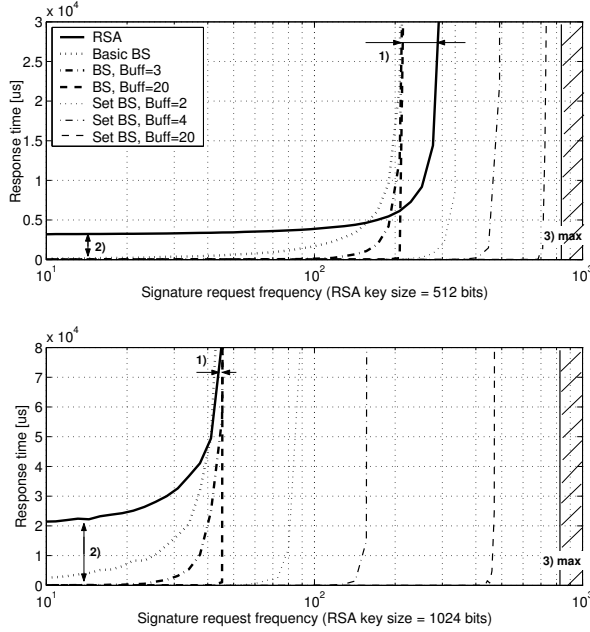 x 10^4
3
2.5
2
1.5
1
0.5
0
Response time [us]
RSA
Basic BS
BS, Buff=3
BS, Buff=20
Set BS, Buff=2
Set BS, Buff=4
Set BS, Buff=20
1)
2)
3) max
10^1
10^2
10^3
Signature request frequency (RSA key size = 512 bits)
x 10^4
8
7
6
5
4
3
2
1
0
Response time [us]
1)
2)
3) max
10^1
10^2
10^3
Signature request frequency (RSA key size = 1024 bits)